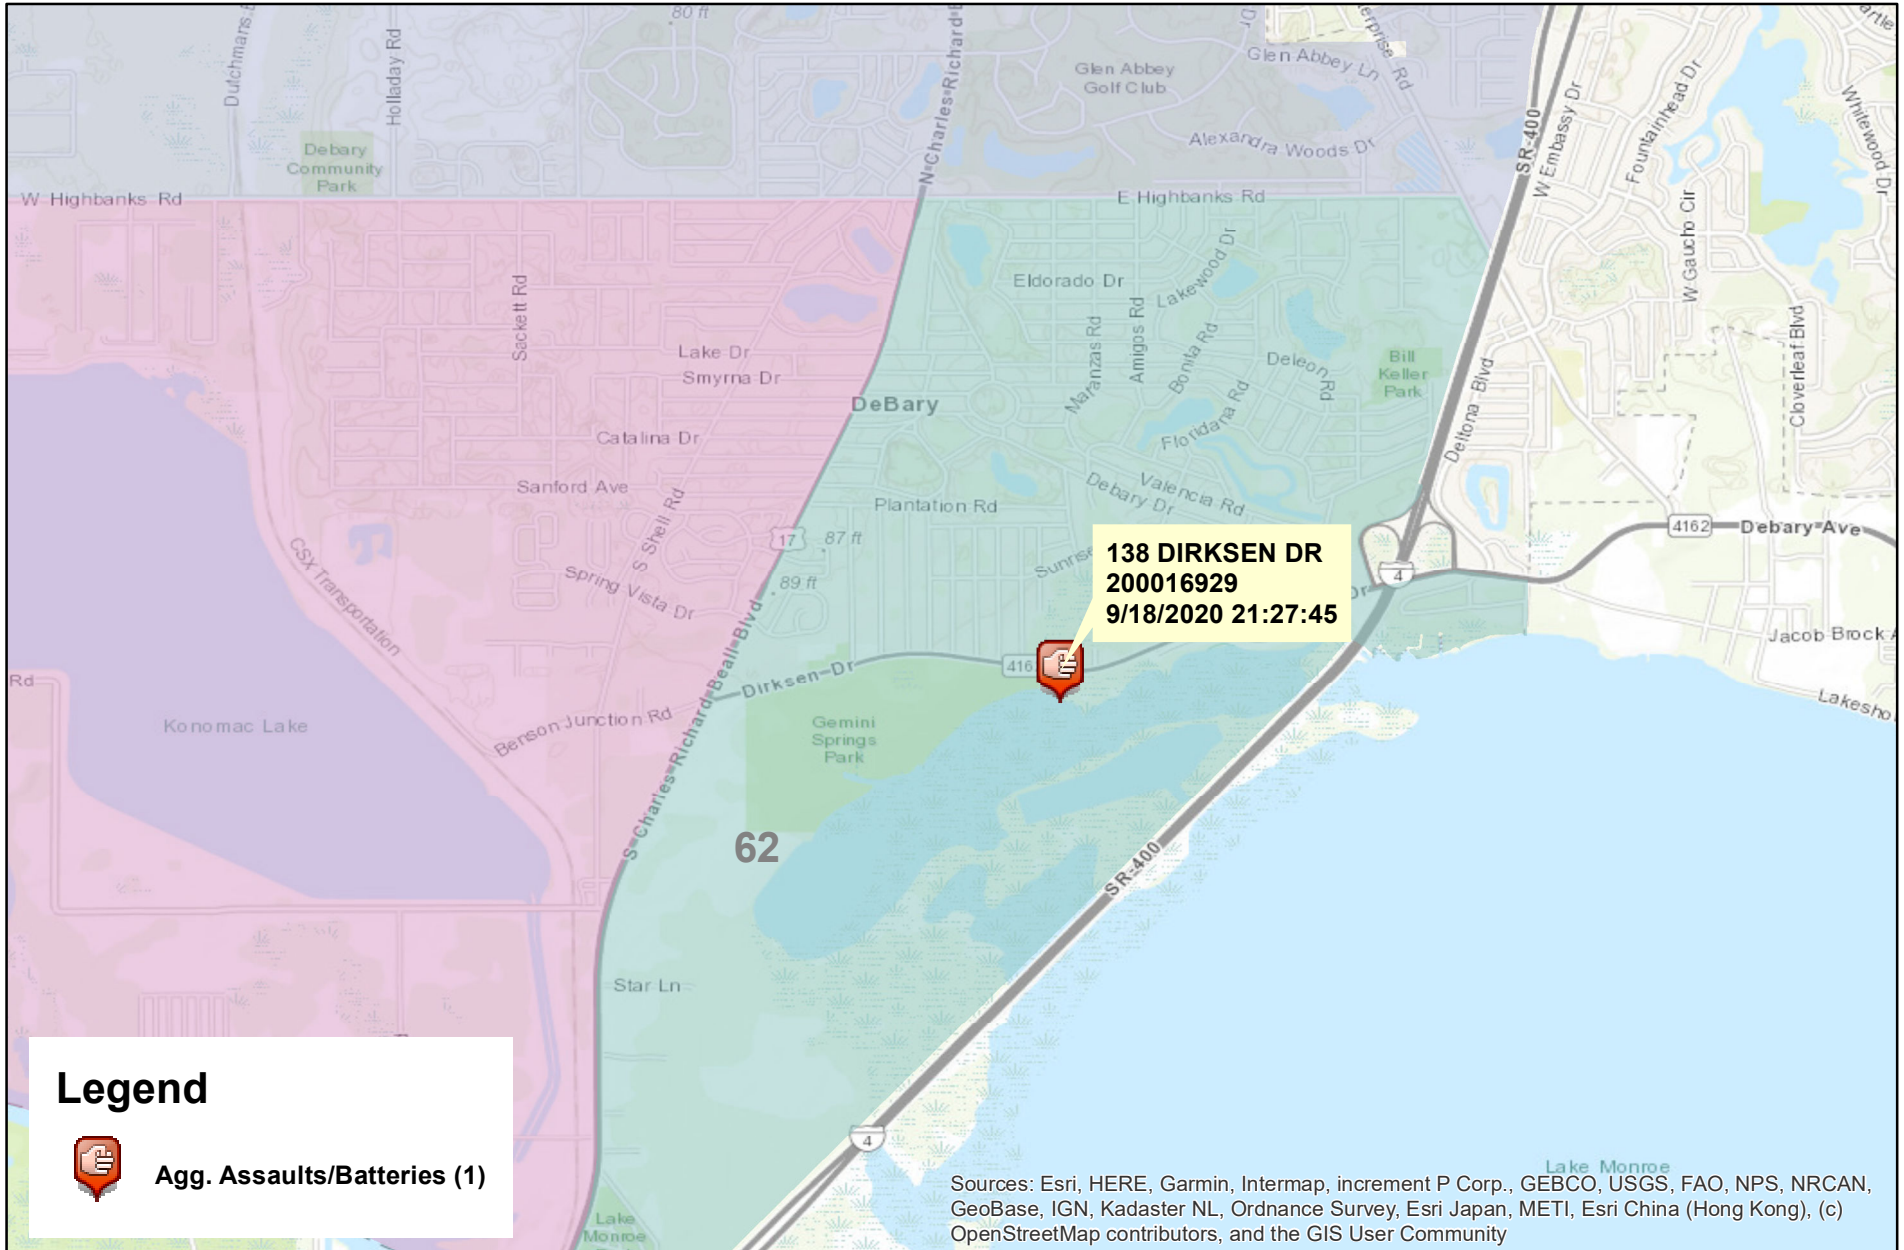 80 ft
Dutchmans
Holladay Rd
N Charles Richard
Dr
Glen Abbey Ln
Rd
Glen Abbey
Golf Club
Alexandra Woods Dr
SR-400
W Embassy Dr
Fountainhead Dr
Whitewood Dr
Debary
Community
Park
W Highbanks Rd
E Highbanks Rd
W Gaucho Cir
Sackett Rd
Eldorado Dr
Lakewood Dr
Amigos Rd
Bonita Rd
Deleon Rd
Floridana Rd
Bill
Keller
Park
Deltona Blvd
Cloverleaf Blvd
Lake Dr
Smyrna Dr
DeBary
Catalina Dr
Sanford Ave
S Shell Rd
Plantation Rd
Debary Dr
Valencia Rd
17
87 ft
89 ft
4162
Debary Ave
CSX Transportation
Spring Vista Dr
Sunrise
138 DIRKSEN DR
200016929
9/18/2020 21:27:45
Dr
4
Jacob Brock
416
Dirksen Dr
Rd
Konomac Lake
Benson Junction Rd
S Charles Richard Beall Blvd
Gemini
Springs
Park
62
SR-400
Star Ln
4
Lake Monroe
Lake
Monroe
Legend
Agg. Assaults/Batteries (1)
Sources: Esri, HERE, Garmin, Intermap, increment P Corp., GEBCO, USGS, FAO, NPS, NRCAN,
GeoBase, IGN, Kadaster NL, Ordnance Survey, Esri Japan, METI, Esri China (Hong Kong), (c)
OpenStreetMap contributors, and the GIS User Community